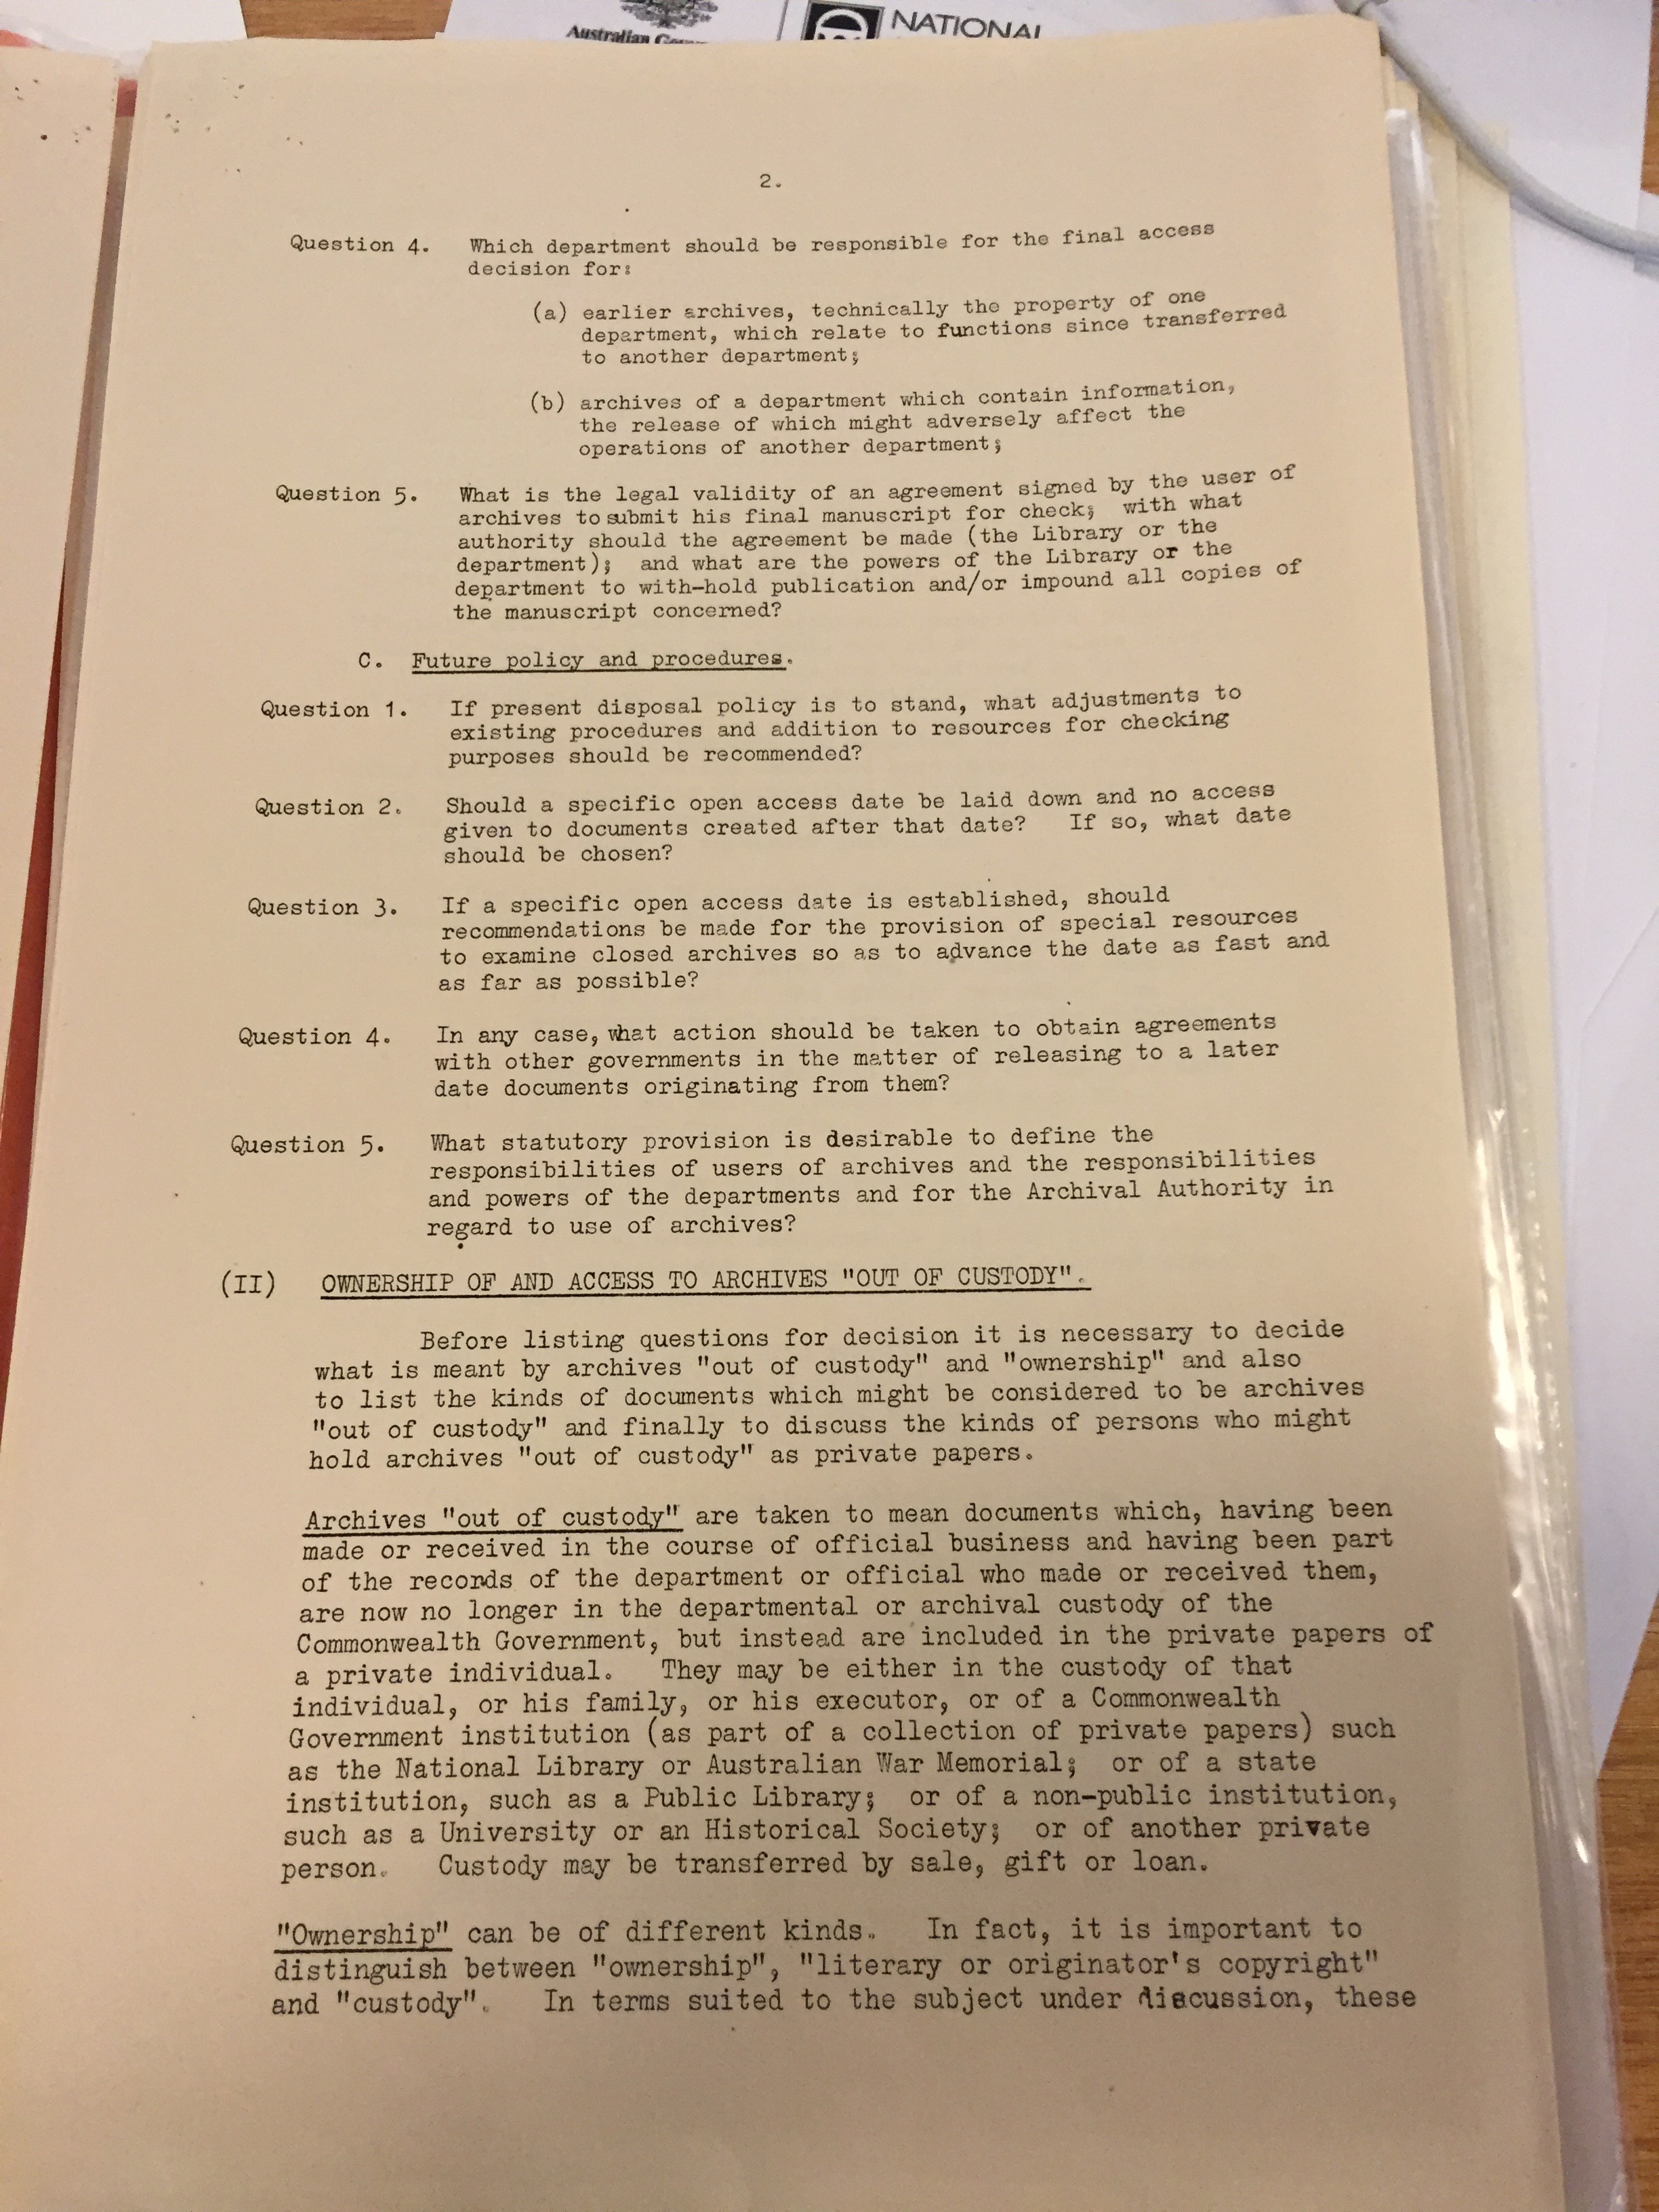 Australian
NATIONAL
2.
Question 4. Which department should be responsible for the final access
decision for:
(a) earlier archives, technically the property of one
department, which relate to functions since transferred
to another department;
(b) archives of a department which contain information,
the release of which might adversely affect the
operations of another department;
Question 5. What is the legal validity of an agreement signed by the user of
archives to submit his final manuscript for check; with what
authority should the agreement be made (the Library or the
department); and what are the powers of the Library or the
department to with-hold publication and/or impound all copies of
the manuscript concerned?
C. Future policy and procedures.
Question 1. If present disposal policy is to stand, what adjustments to
existing procedures and addition to resources for checking
purposes should be recommended?
Question 2. Should a specific open access date be laid down and no access
given to documents created after that date? If so, what date
should be chosen?
Question 3. If a specific open access date is established, should
recommendations be made for the provision of special resources
to examine closed archives so as to advance the date as fast and
as far as possible?
Question 4. In any case, what action should be taken to obtain agreements
with other governments in the matter of releasing to a later
date documents originating from them?
Question 5. What statutory provision is desirable to define the
responsibilities of users of archives and the responsibilities
and powers of the departments and for the Archival Authority in
regard to use of archives?
(II) OWNERSHIP OF AND ACCESS TO ARCHIVES "OUT OF CUSTODY".
Before listing questions for decision it is necessary to decide
what is meant by archives "out of custody" and "ownership" and also
to list the kinds of documents which might be considered to be archives
"out of custody" and finally to discuss the kinds of persons who might
hold archives "out of custody" as private papers.
Archives "out of custody" are taken to mean documents which, having been
made or received in the course of official business and having been part
of the records of the department or official who made or received them,
are now no longer in the departmental or archival custody of the
Commonwealth Government, but instead are included in the private papers of
a private individual. They may be either in the custody of that
individual, or his family, or his executor, or of a Commonwealth
Government institution (as part of a collection of private papers) such
as the National Library or Australian War Memorial; or of a state
institution, such as a Public Library; or of a non-public institution,
such as a University or an Historical Society; or of another private
person. Custody may be transferred by sale, gift or loan.
"Ownership" can be of different kinds. In fact, it is important to
distinguish between "ownership", "literary or originator's copyright"
and "custody". In terms suited to the subject under discussion, these